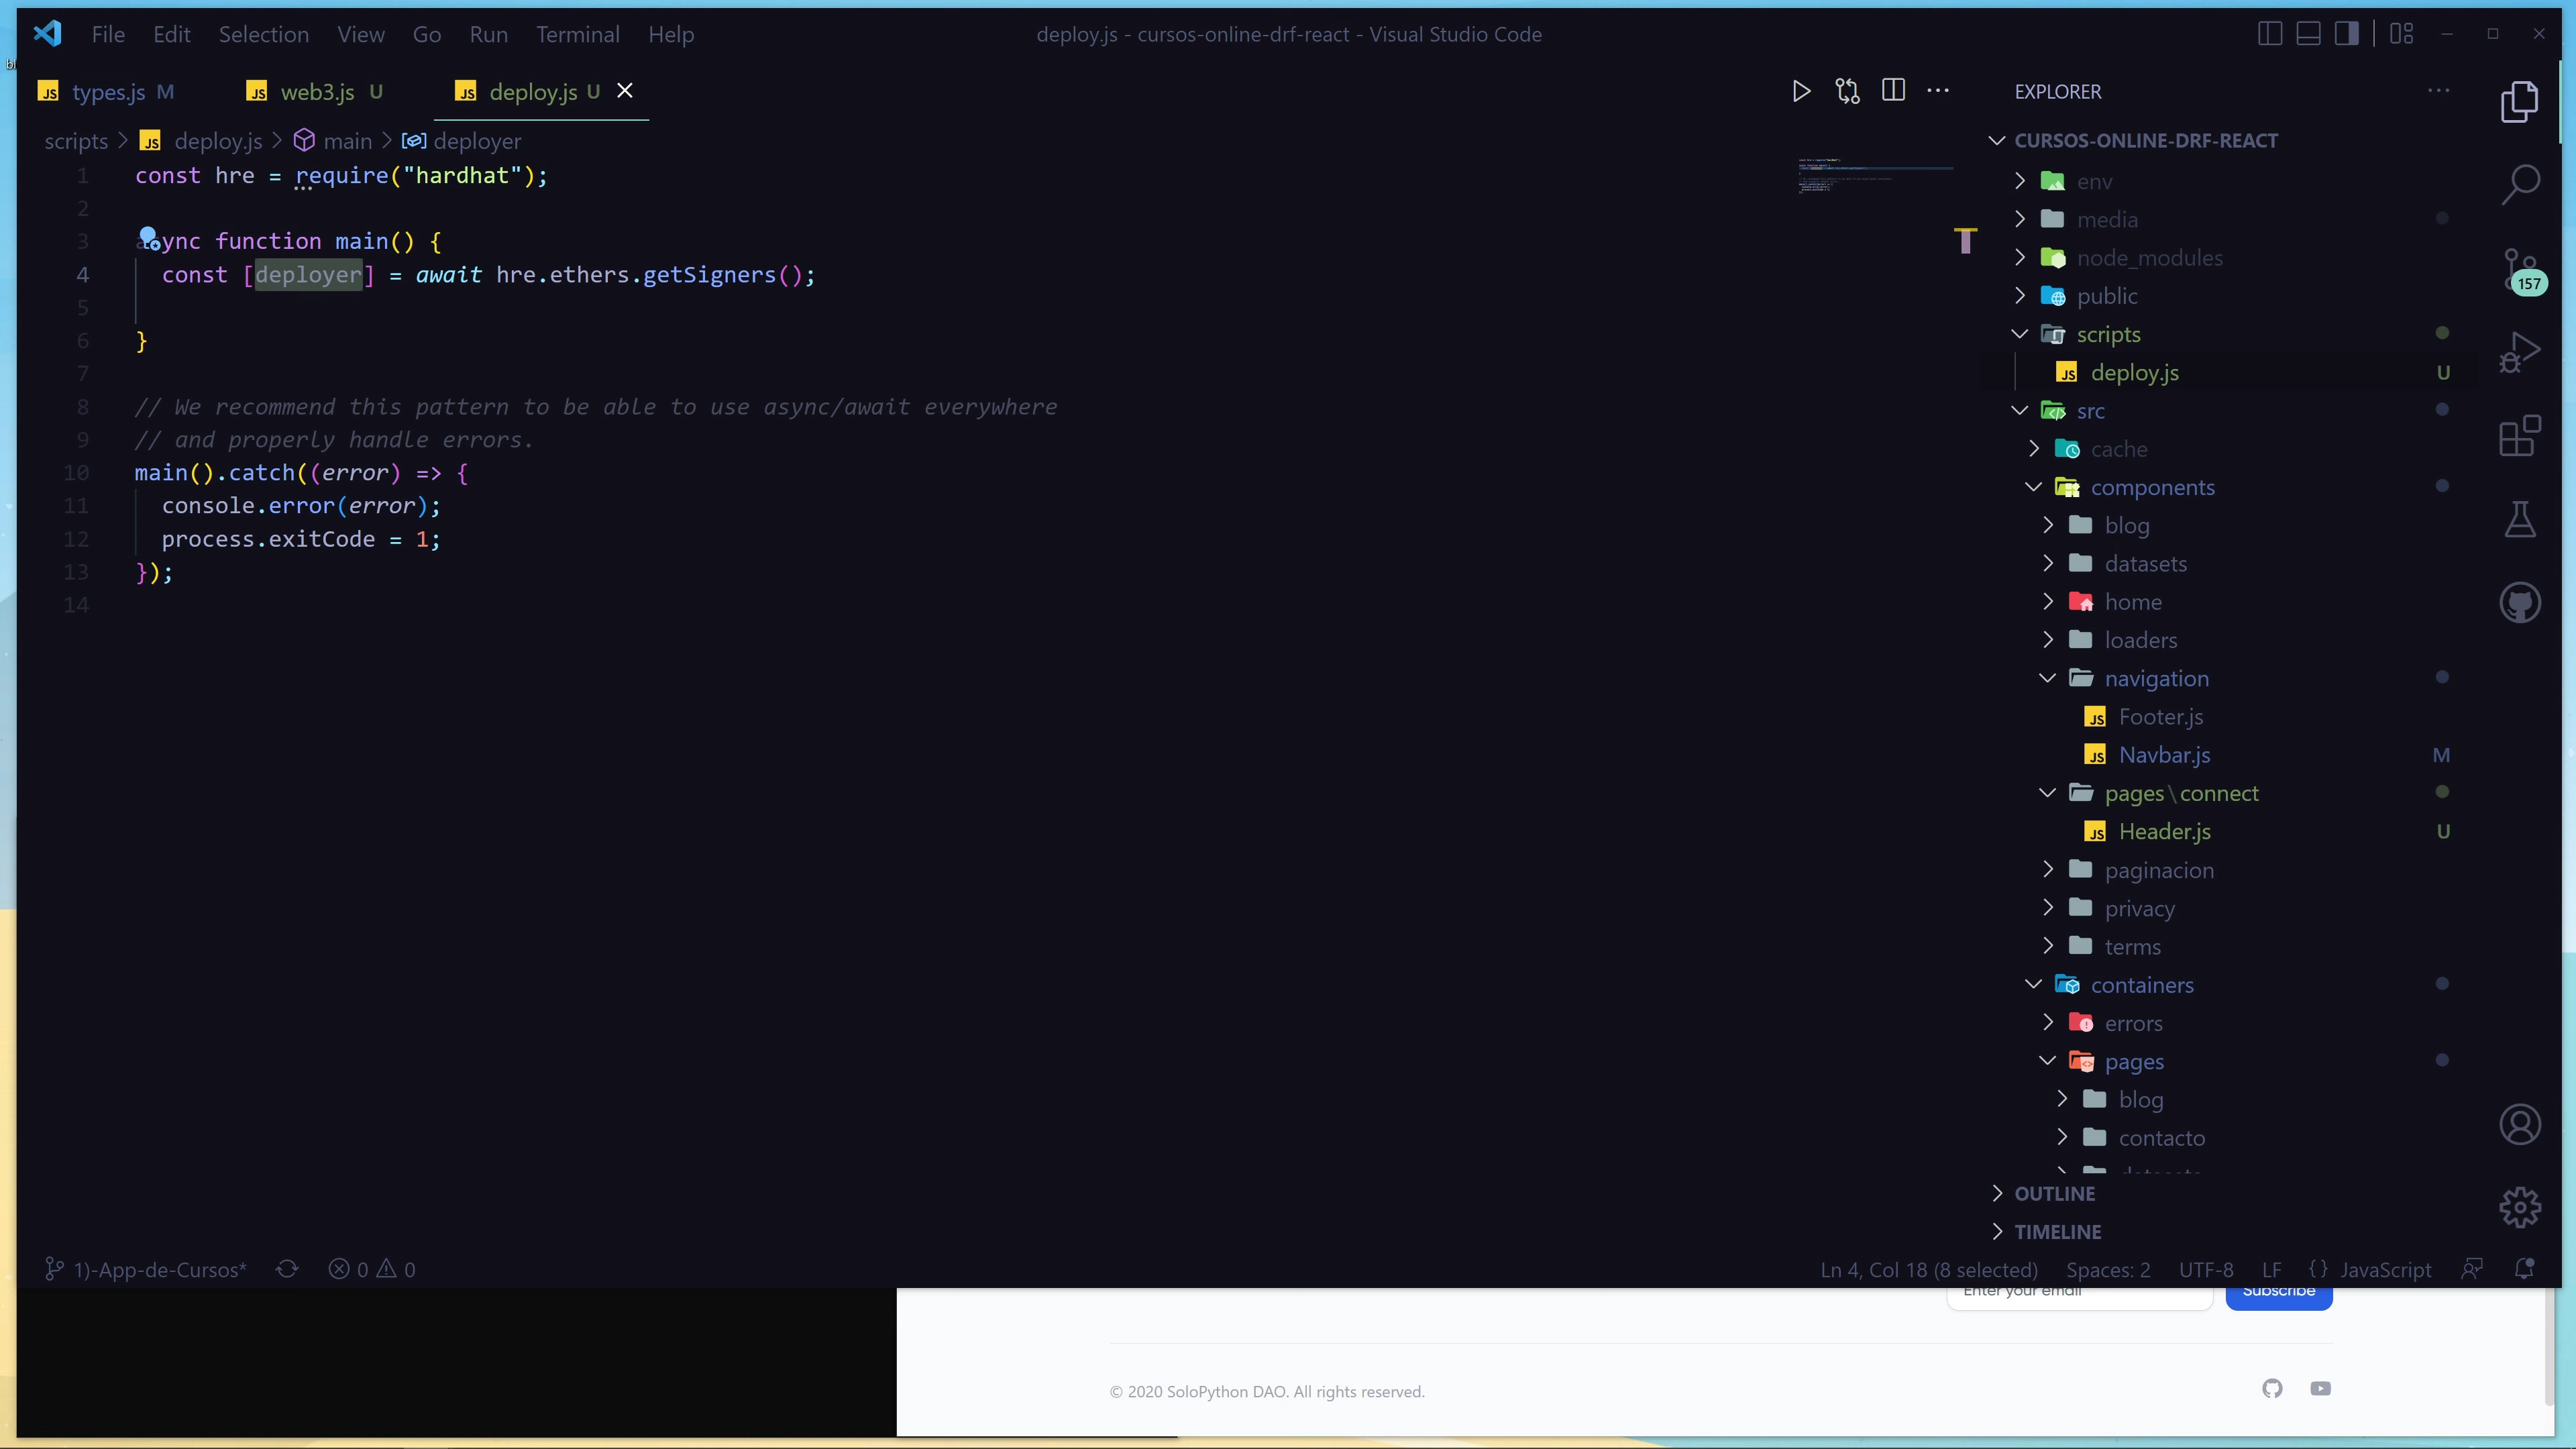 File Edit Selection View Go Run Terminal Help
deploy.js - cursos-online-drf-react - Visual Studio Code
JS types.js M
JS web3.js U
JS deploy.js U
scripts > JS deploy.js > main > deployer
1 const hre = require("hardhat");
2
3 async function main() {
4 const [deployer] = await hre.ethers.getSigners();
5
6 }
7
8 // We recommend this pattern to be able to use async/await everywhere
9 // and properly handle errors.
10 main().catch((error) => {
11 console.error(error);
12 process.exitCode = 1;
13 });
14
EXPLORER
CURSOS-ONLINE-DRF-REACT
env
media
node_modules
public
scripts
JS deploy.js U
src
cache
components
blog
datasets
home
loaders
navigation
JS Footer.js
JS Navbar.js M
pages\connect
JS Header.js U
paginacion
privacy
terms
containers
errors
pages
blog
contacto
OUTLINE
TIMELINE
157
1)-App-de-Cursos* 0 0
Ln 4, Col 18 (8 selected) Spaces: 2 UTF-8 LF {} JavaScript
Enter your email Subscribe
© 2020 SoloPython DAO. All rights reserved.